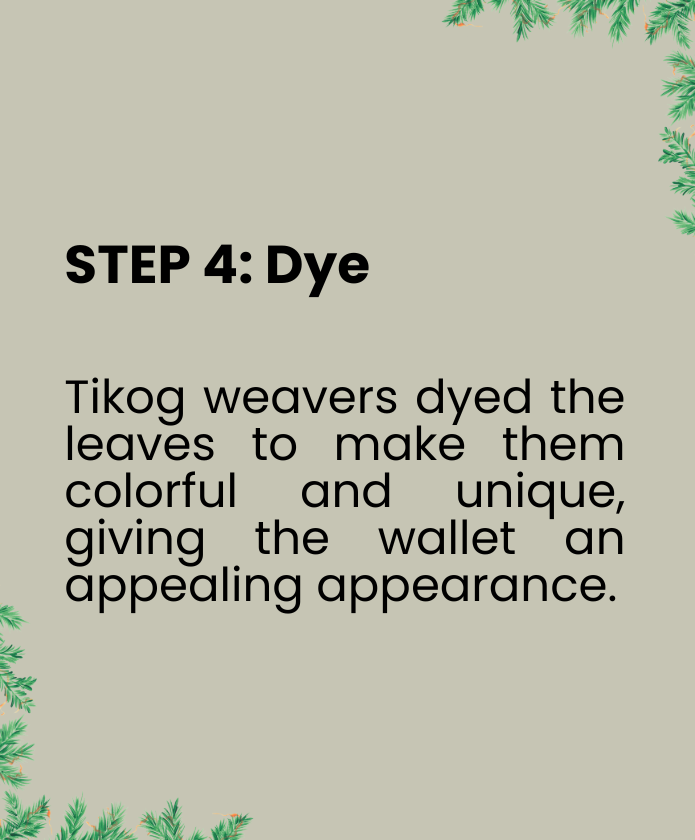 STEP 4: Dye
Tikog weavers dyed the
leaves to make them
colorful and unique,
giving the wallet an
appealing appearance.